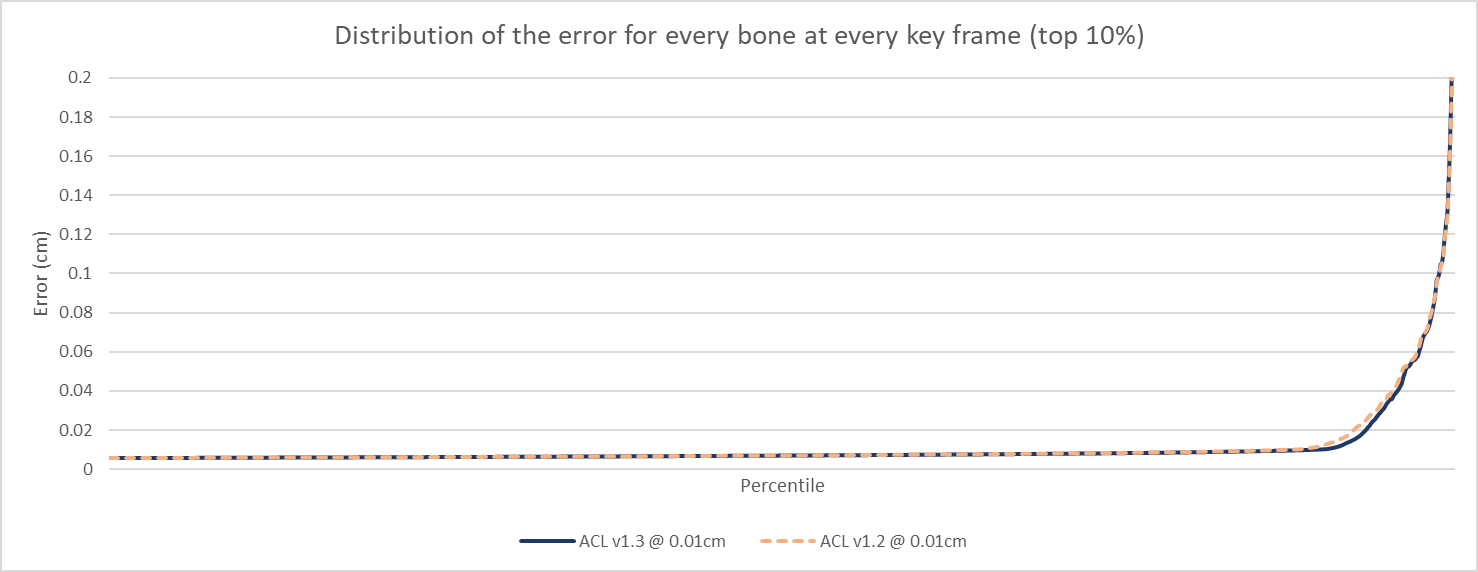 Distribution of the error for every bone at every key frame (top 10%)
0.2
0.18
0.16
0.14
0.12
0.1
0.08
0.06
0.04
0.02
0
Error (cm)
Percentile
ACL v1.3 @ 0.01cm
ACL v1.2 @ 0.01cm